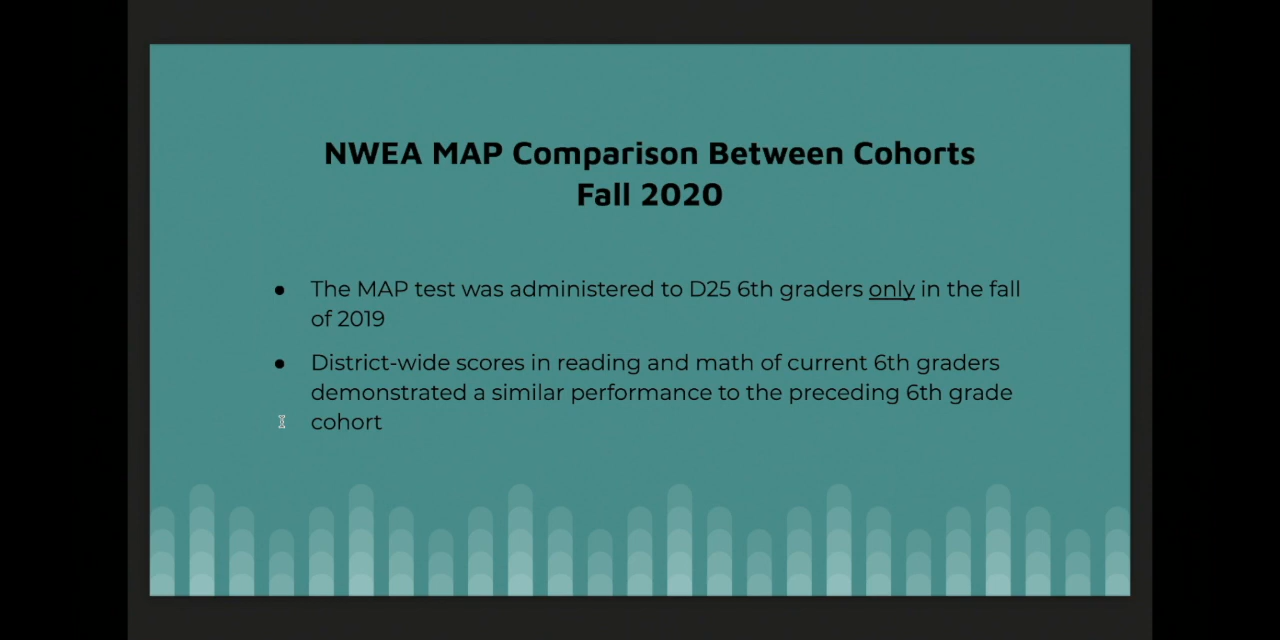 NWEA MAP Comparison Between Cohorts
Fall 2020
● The MAP test was administered to D25 6th graders only in the fall
of 2019
● District-wide scores in reading and math of current 6th graders
demonstrated a similar performance to the preceding 6th grade
cohort